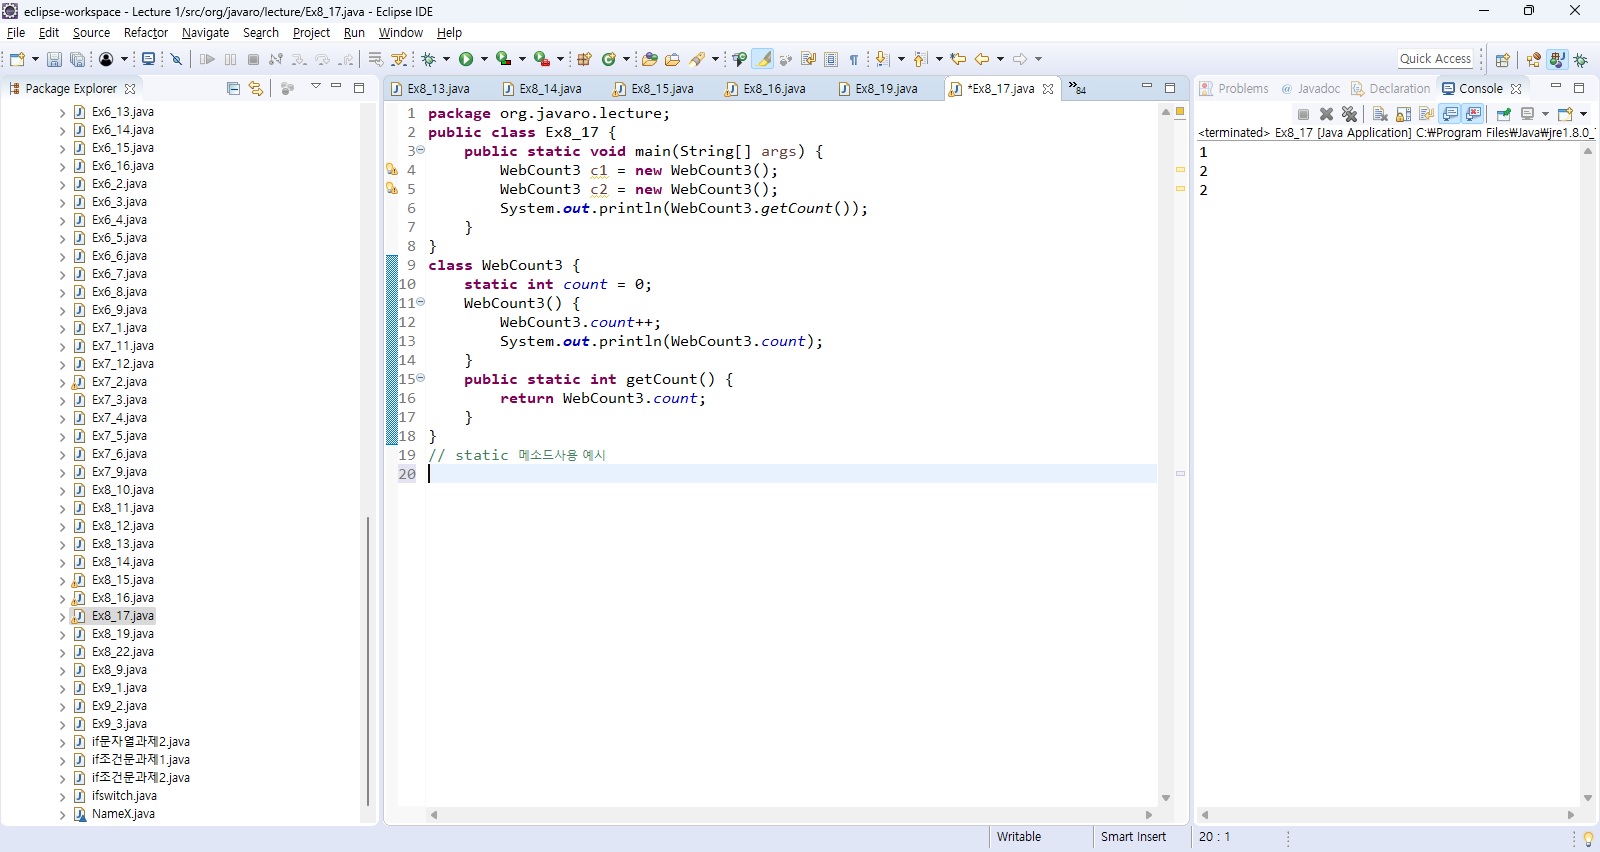 eclipse-workspace - Lecture 1/src/org/javaro/lecture/Ex8_17.java - Eclipse IDE
File Edit Source Refactor Navigate Search Project Run Window Help
Quick Access
Package Explorer
Ex6_13.java
Ex6_14.java
Ex6_15.java
Ex6_16.java
Ex6_2.java
Ex6_3.java
Ex6_4.java
Ex6_5.java
Ex6_6.java
Ex6_7.java
Ex6_8.java
Ex6_9.java
Ex7_1.java
Ex7_11.java
Ex7_12.java
Ex7_2.java
Ex7_3.java
Ex7_4.java
Ex7_5.java
Ex7_6.java
Ex7_9.java
Ex8_10.java
Ex8_11.java
Ex8_12.java
Ex8_13.java
Ex8_14.java
Ex8_15.java
Ex8_16.java
Ex8_17.java
Ex8_19.java
Ex8_22.java
Ex8_9.java
Ex9_1.java
Ex9_2.java
Ex9_3.java
if문자열과제2.java
if조건문과제1.java
if조건문과제2.java
ifswitch.java
NameX.java
Ex8_13.java Ex8_14.java Ex8_15.java Ex8_16.java Ex8_19.java *Ex8_17.java »84
1 package org.javaro.lecture;
2 public class Ex8_17 {
3 public static void main(String[] args) {
4 WebCount3 c1 = new WebCount3();
5 WebCount3 c2 = new WebCount3();
6 System.out.println(WebCount3.getCount());
7 }
8 }
9 class WebCount3 {
10 static int count = 0;
11 WebCount3() {
12 WebCount3.count++;
13 System.out.println(WebCount3.count);
14 }
15 public static int getCount() {
16 return WebCount3.count;
17 }
18 }
19 // static 메소드사용 예시
20
Problems @ Javadoc Declaration Console
<terminated> Ex8_17 [Java Application] C:₩Program Files₩Java₩jre1.8.0_
1
2
2
Writable Smart Insert 20 : 1